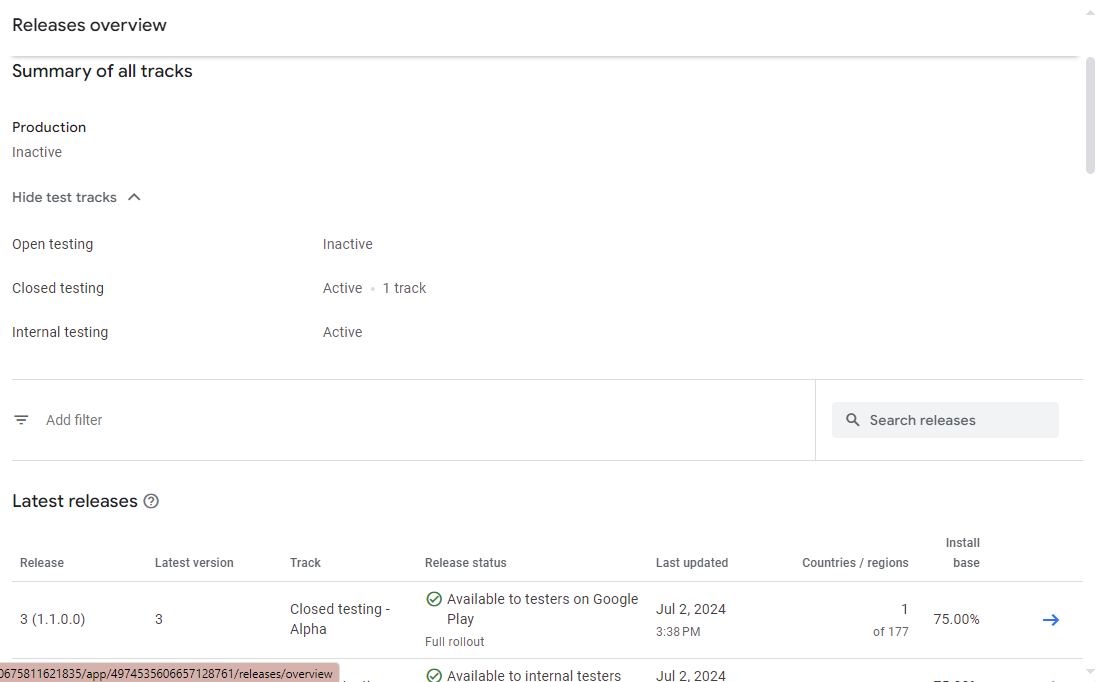 Releases overview
Summary of all tracks
Production
Inactive
Hide test tracks
Open testing Inactive
Closed testing Active • 1 track
Internal testing Active
Add filter Search releases
Latest releases
Release Latest version Track Release status Last updated Countries / regions Install base
3 (1.1.0.0) 3 Closed testing - Alpha Available to testers on Google Play Full rollout Jul 2, 2024 3:38 PM 1 of 177 75.00%
Available to internal testers Jul 2, 2024
0675811621835/app/4974535606657128761/releases/overview